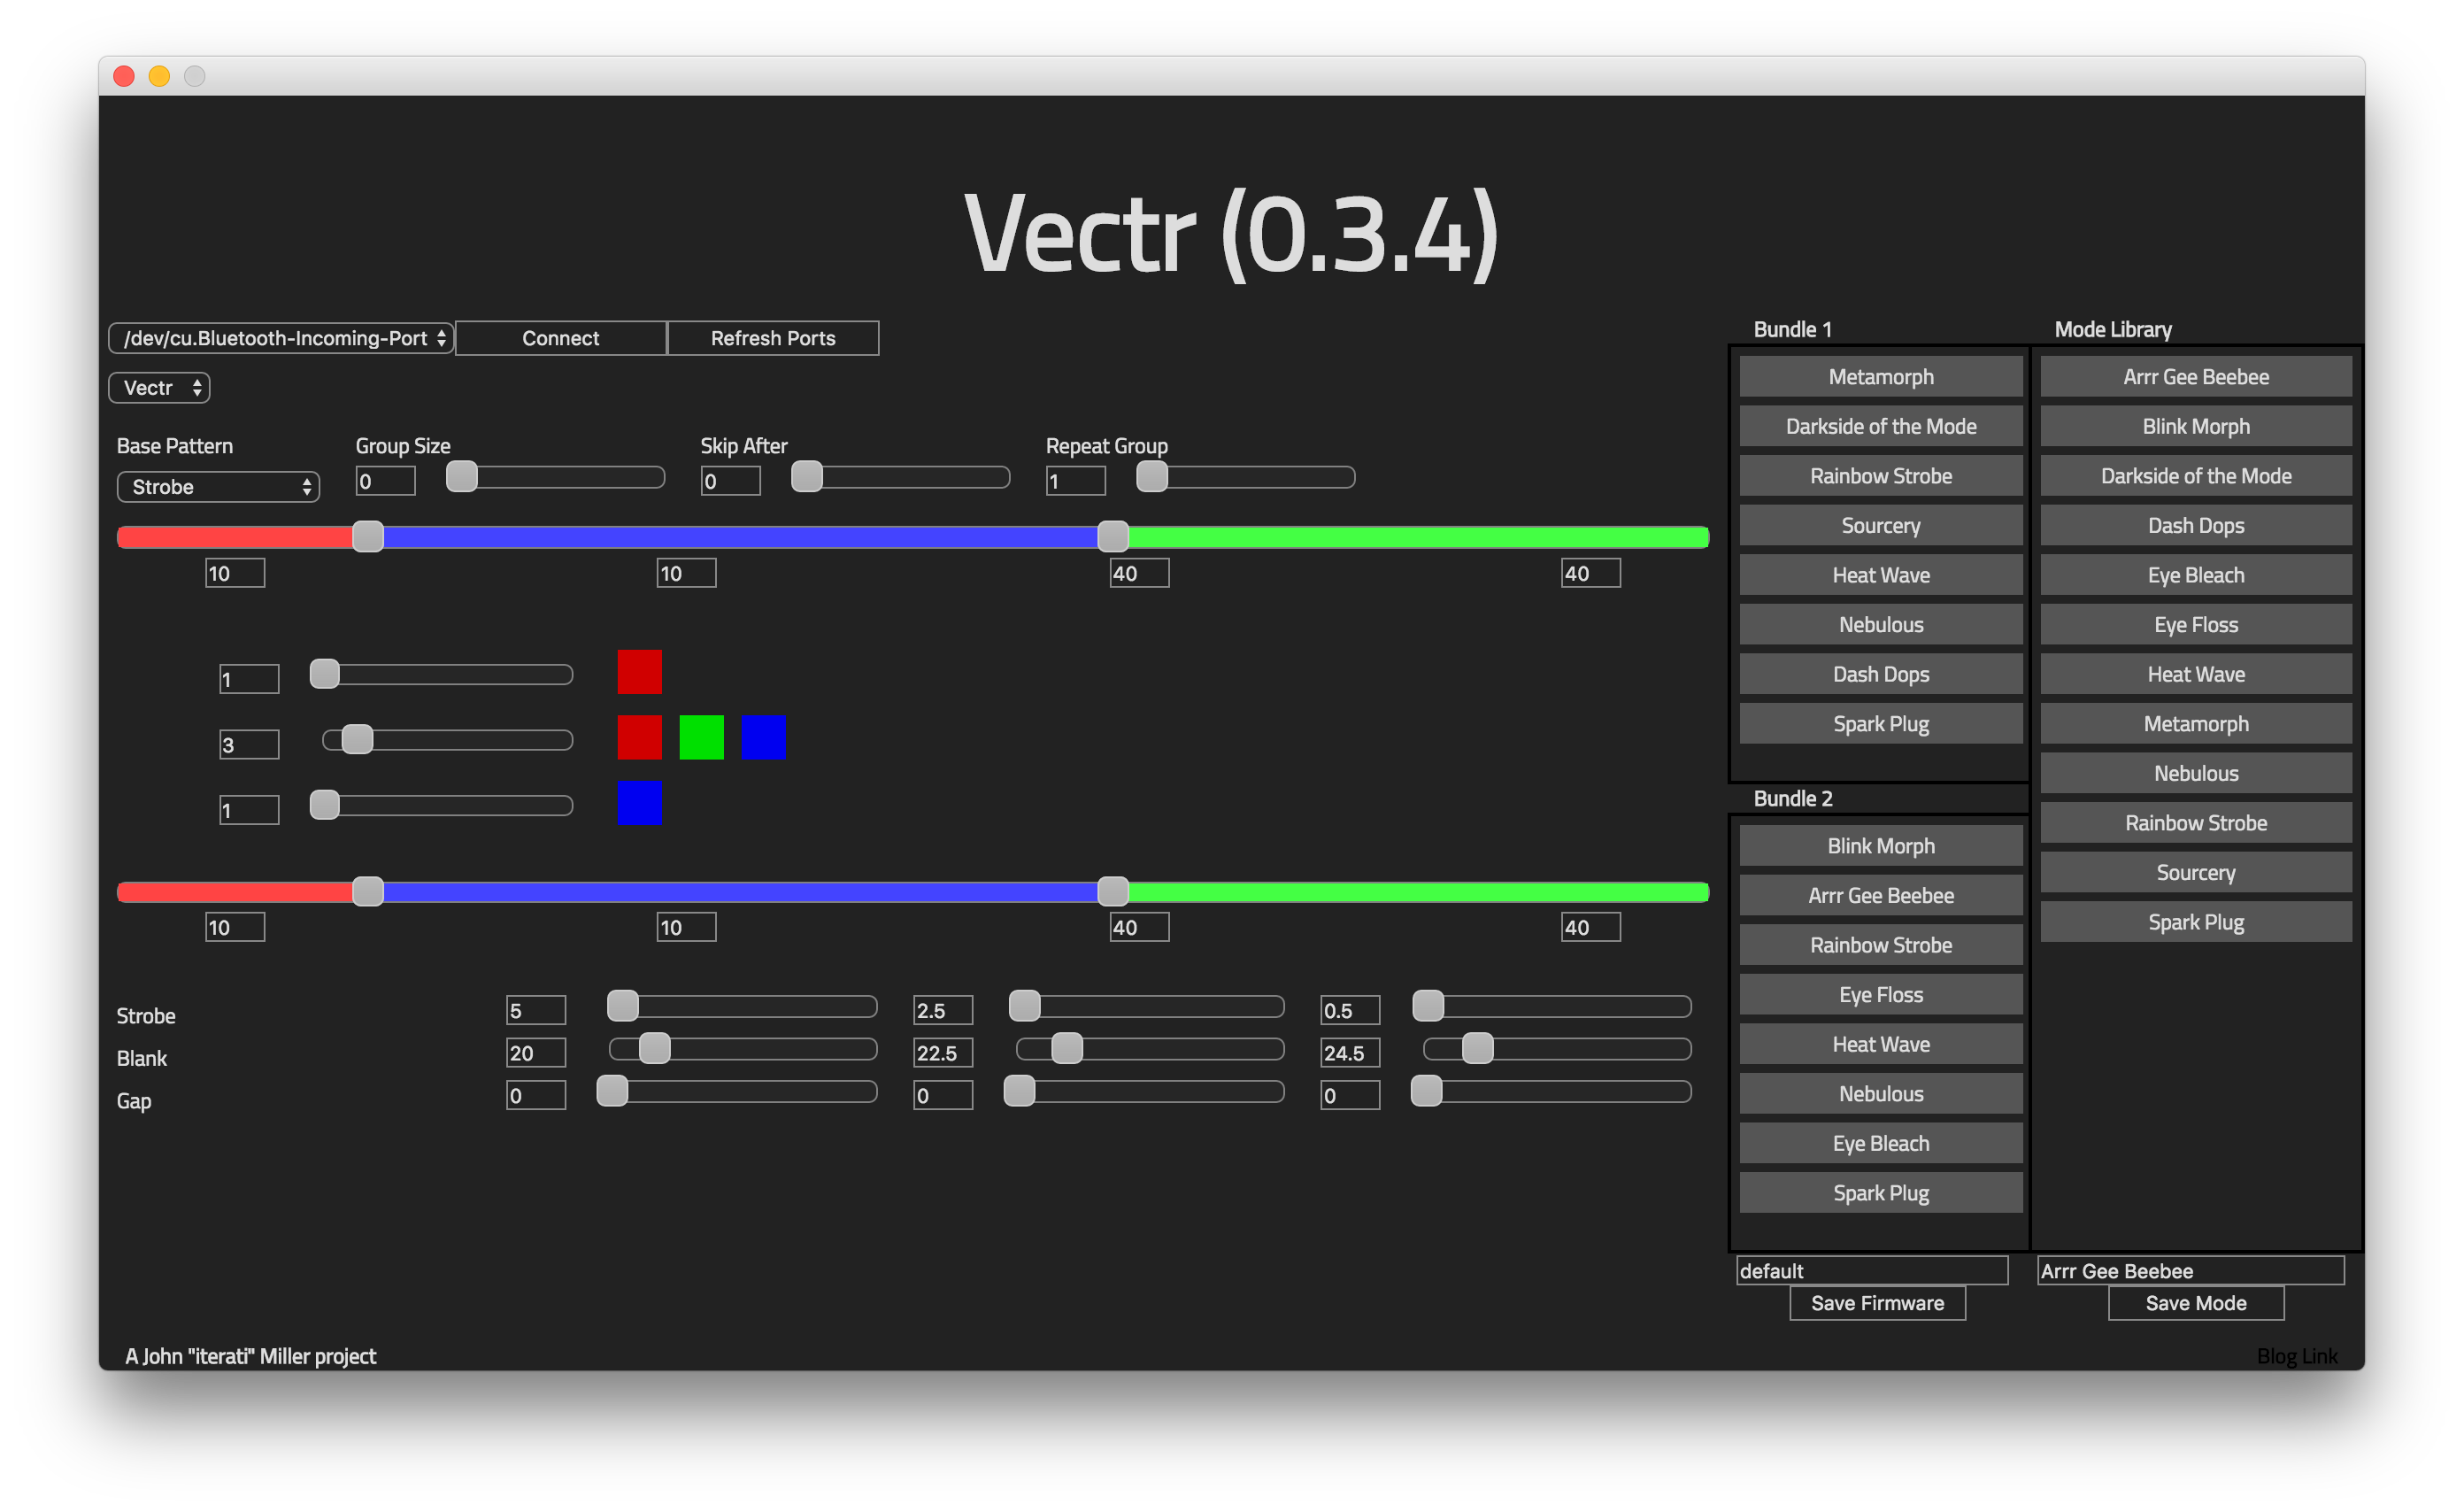 Vectr (0.3.4)
/dev/cu.Bluetooth-Incoming-Port
Connect
Refresh Ports
Vectr
Base Pattern
Group Size
Skip After
Repeat Group
Strobe
0
0
1
10
10
40
40
1
3
1
10
10
40
40
Strobe
5
2.5
0.5
Blank
20
22.5
24.5
Gap
0
0
0
Bundle 1
Metamorph
Darkside of the Mode
Rainbow Strobe
Sourcery
Heat Wave
Nebulous
Dash Dops
Spark Plug
Bundle 2
Blink Morph
Arrr Gee Beebee
Rainbow Strobe
Eye Floss
Heat Wave
Nebulous
Eye Bleach
Spark Plug
default
Save Firmware
Mode Library
Arrr Gee Beebee
Blink Morph
Darkside of the Mode
Dash Dops
Eye Bleach
Eye Floss
Heat Wave
Metamorph
Nebulous
Rainbow Strobe
Sourcery
Spark Plug
Arrr Gee Beebee
Save Mode
A John "iterati" Miller project
Blog Link